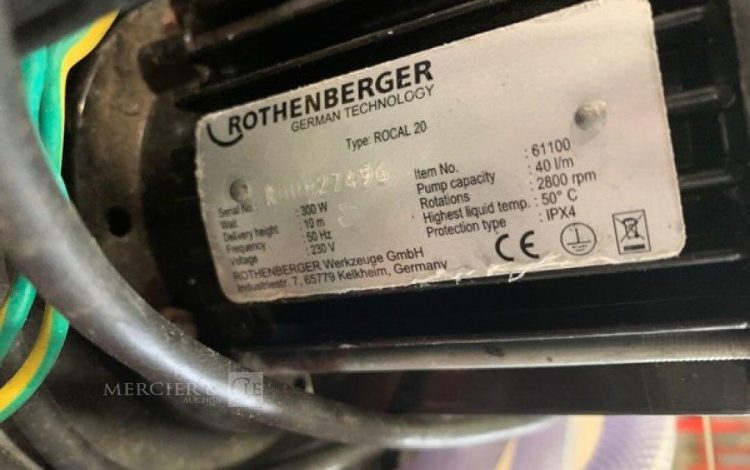 ROTHENBERGER
GERMAN TECHNOLOGY
Type: ROCAL 20
Serial No. :
Watt : 300 W
Delivery height : 10 m
Frequency : 50 Hz
Voltage : 230 V
Item No. : 61100
Pump capacity : 40 l/m
Rotations : 2800 rpm
Highest liquid temp. : 50° C
Protection type : IPX4
ROTHENBERGER Werkzeuge GmbH
Industriestr. 7, 65779 Kelkheim, Germany
CE
MERCIER & CIE
AUCTION